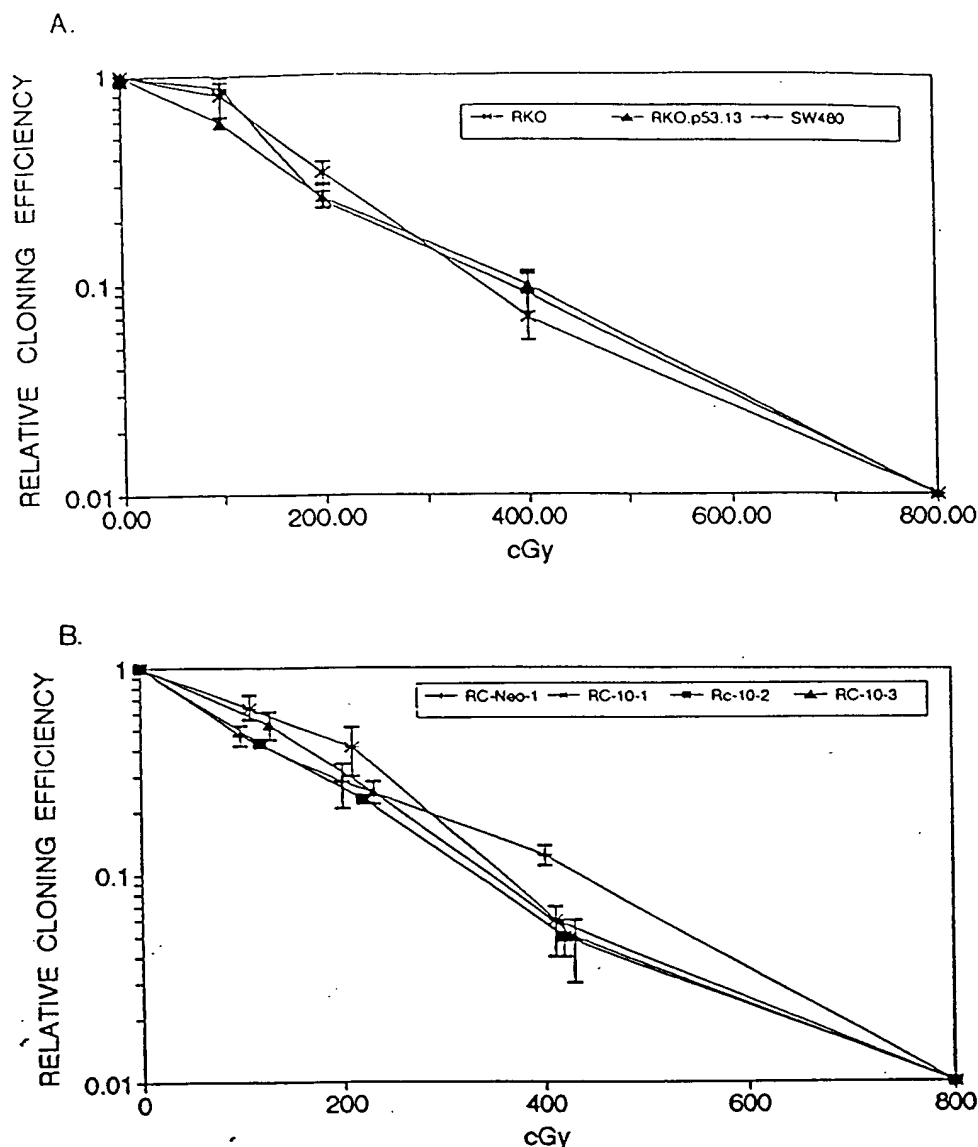 A.
RELATIVE CLONING EFFICIENCY
1
0.1
0.01
RKO RKO.p53.13 SW480
0.00 200.00 400.00 600.00 800.00
cGy
B.
RELATIVE CLONING EFFICIENCY
1
0.1
0.01
RC-Neo-1 RC-10-1 Rc-10-2 RC-10-3
0 200 400 600 800
cGy